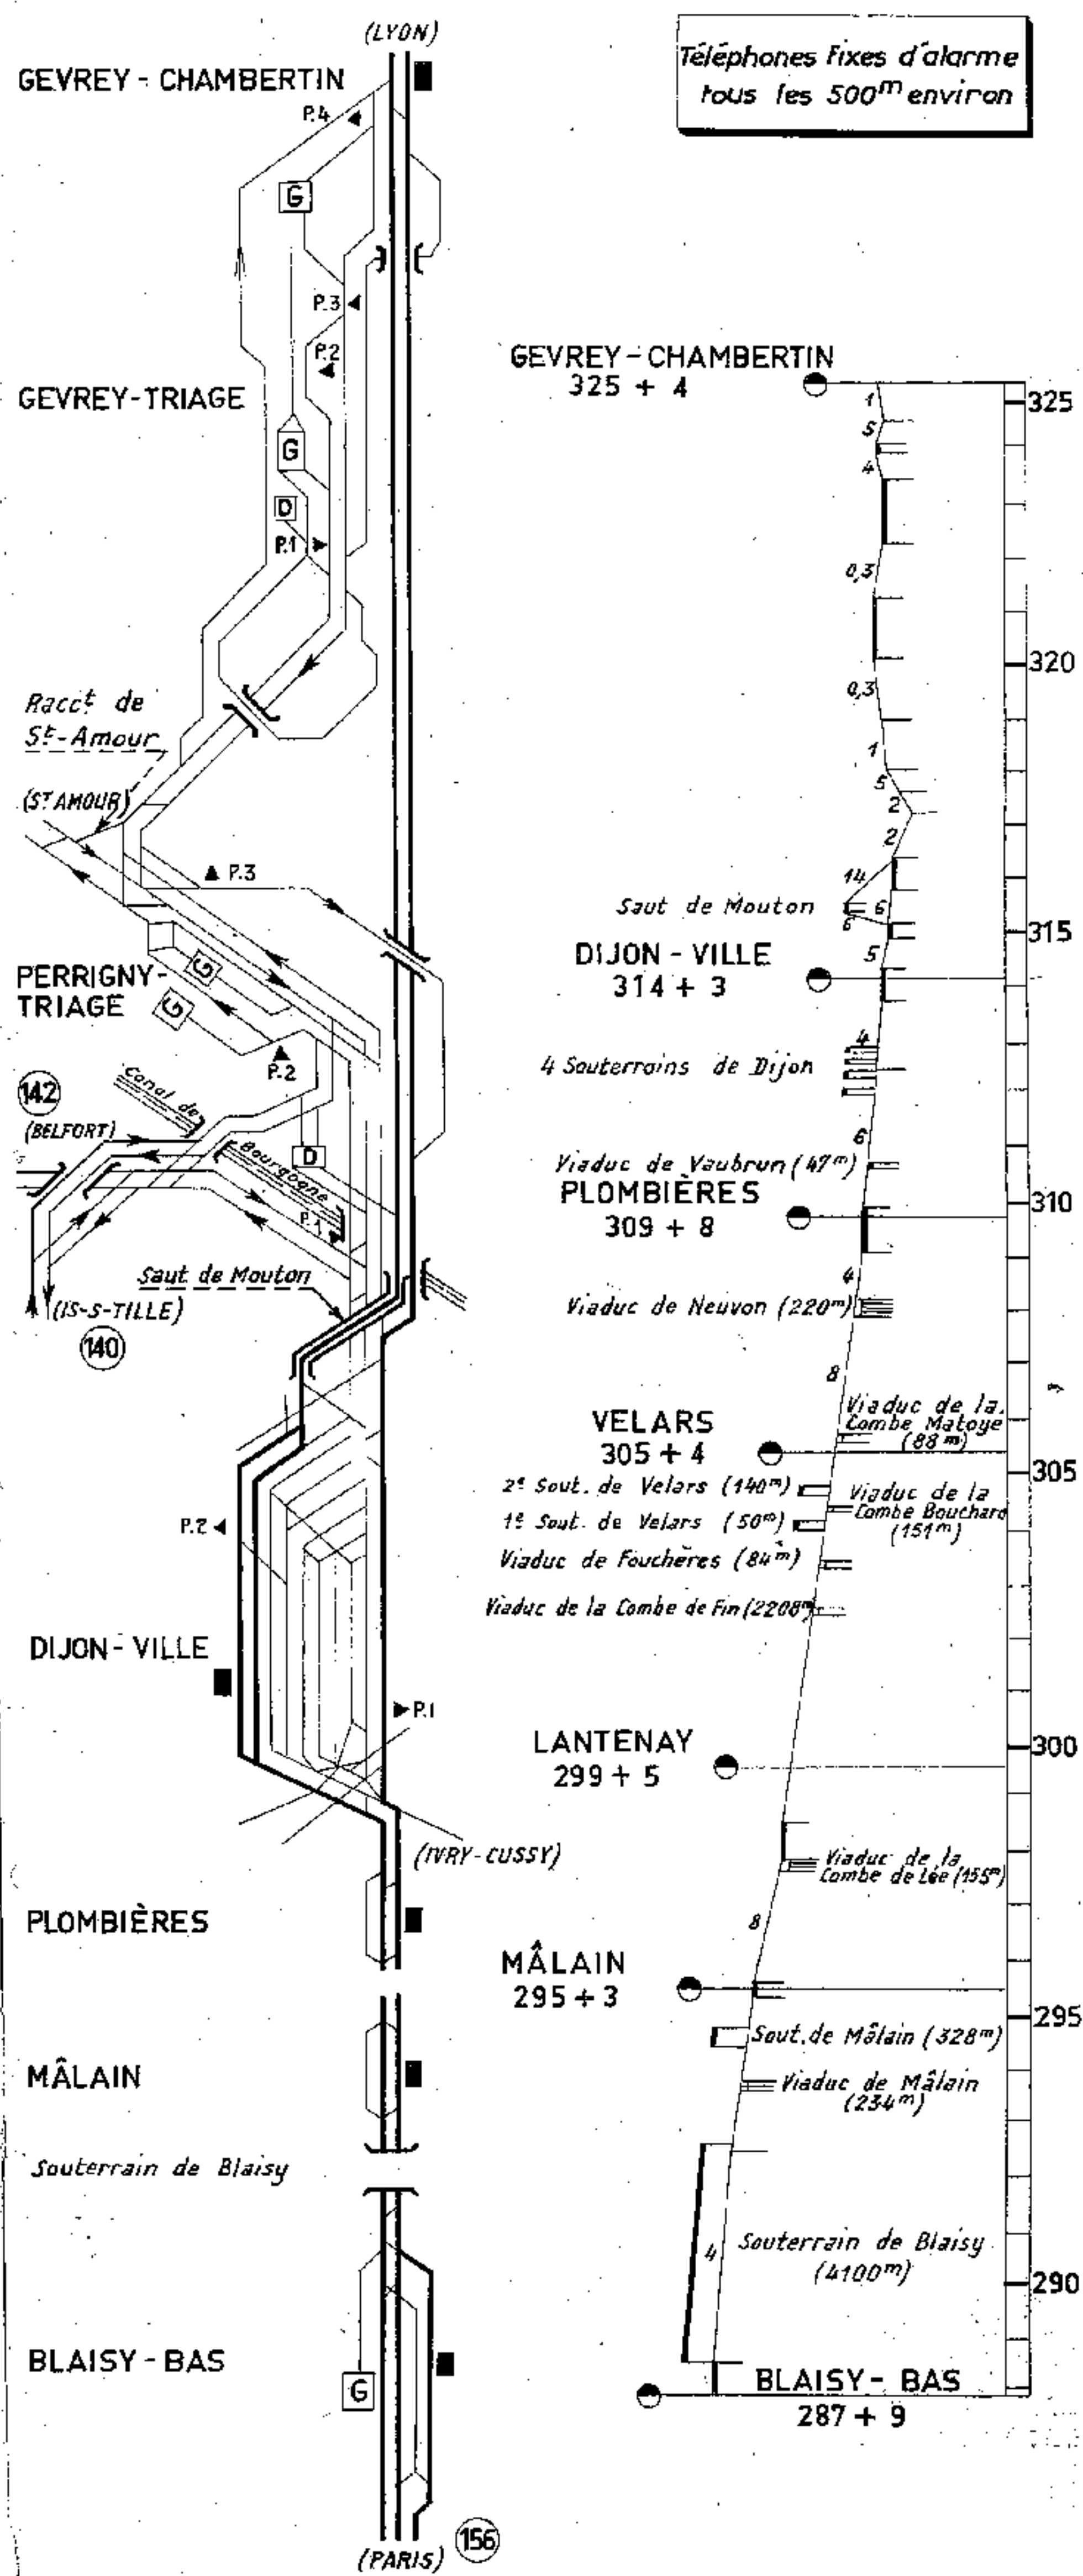 (LYON)
GEVREY-CHAMBERTIN
P.4
G
P.3
P.2
GEVREY-TRIAGE
G
D
P.1
Racct de
St-Amour
(ST AMOUR)
P.3
PERRIGNY-
TRIAGE
G
G
P.2
142
(BELFORT)
Canal de
Bourgogne
D
P.1
Saut de Mouton
(IS-S-TILLE)
140
P.2
DIJON-VILLE
P.1
(IVRY-CUSSY)
PLOMBIÈRES
MÂLAIN
Souterrain de Blaisy
BLAISY-BAS
G
(PARIS)
156
Téléphones fixes d'alarme
tous les 500m environ
GEVREY-CHAMBERTIN
325 + 4
1
325
5
4
0,3
320
0,3
1
5
2
2
14
Saut de Mouton
6
6
315
DIJON-VILLE
314 + 3
5
4
4 Souterrains de Dijon
6
Viaduc de Vaubrun (47m)
PLOMBIÈRES
309 + 8
310
4
Viaduc de Neuvon (220m)
8
Viaduc de la
Combe Matoye
(88m)
VELARS
305 + 4
305
2e Sout. de Velars (140m)
Viaduc de la
Combe Bouchard
(151m)
1e Sout. de Velars (50m)
Viaduc de Fouchères (84m)
Viaduc de la Combe de Fin (2208m)
LANTENAY
299 + 5
300
Viaduc de la
Combe de Lée (155m)
8
MÂLAIN
295 + 3
295
Sout. de Mâlain (328m)
Viaduc de Mâlain
(234m)
4
Souterrain de Blaisy
(4100m)
290
BLAISY-BAS
287 + 9